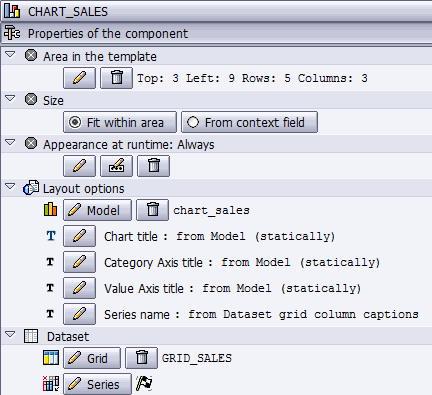 CHART_SALES
Properties of the component
Area in the template
Top: 3 Left: 9 Rows: 5 Columns: 3
Size
Fit within area From context field
Appearance at runtime: Always
Layout options
Model chart_sales
T Chart title : from Model (statically)
T Category Axis title : from Model (statically)
T Value Axis title : from Model (statically)
T Series name : from Dataset grid column captions
Dataset
Grid GRID_SALES
Series